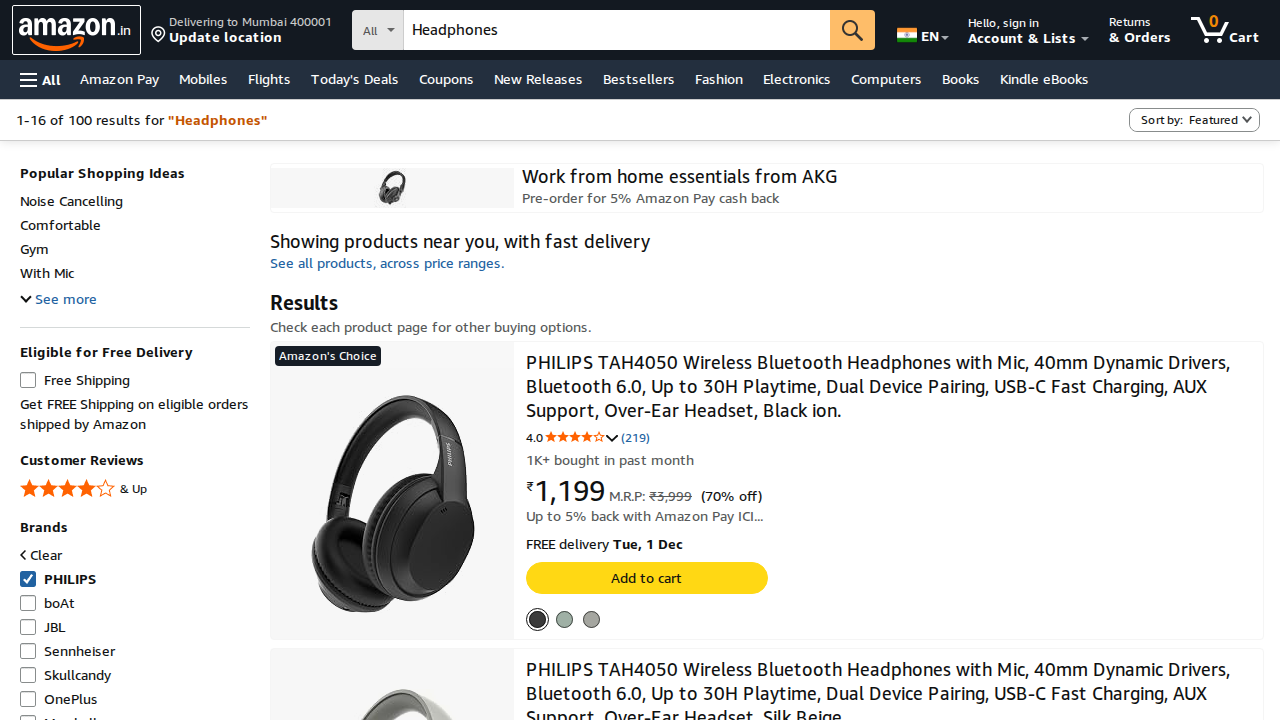 amazon.in
Delivering to Mumbai 400001
Update location
All
Headphones
EN
Hello, sign in
Account & Lists
Returns
& Orders
0
Cart
All
Amazon Pay
Mobiles
Flights
Today's Deals
Coupons
New Releases
Bestsellers
Fashion
Electronics
Computers
Books
Kindle eBooks
1-16 of 100 results for "Headphones"
Sort by: Featured
Popular Shopping Ideas
Noise Cancelling
Comfortable
Gym
With Mic
See more
Eligible for Free Delivery
Free Shipping
Get FREE Shipping on eligible orders
shipped by Amazon
Customer Reviews
& Up
Brands
Clear
PHILIPS
boAt
JBL
Sennheiser
Skullcandy
OnePlus
Work from home essentials from AKG
Pre-order for 5% Amazon Pay cash back
Showing products near you, with fast delivery
See all products, across price ranges.
Results
Check each product page for other buying options.
Amazon's Choice
PHILIPS
PHILIPS TAH4050 Wireless Bluetooth Headphones with Mic, 40mm Dynamic Drivers,
Bluetooth 6.0, Up to 30H Playtime, Dual Device Pairing, USB-C Fast Charging, AUX
Support, Over-Ear Headset, Black ion.
4.0 (219)
1K+ bought in past month
₹1,199 M.R.P: ₹3,999 (70% off)
Up to 5% back with Amazon Pay ICI...
FREE delivery Tue, 1 Dec
Add to cart
PHILIPS TAH4050 Wireless Bluetooth Headphones with Mic, 40mm Dynamic Drivers,
Bluetooth 6.0, Up to 30H Playtime, Dual Device Pairing, USB-C Fast Charging, AUX
Support, Over-Ear Headset, Silk Beige